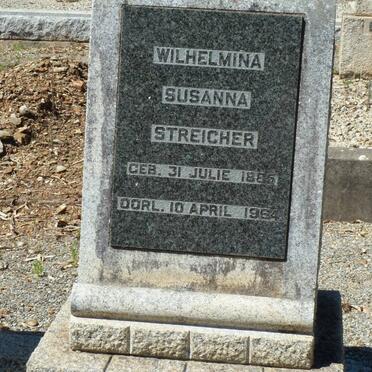 WILHELMINA
SUSANNA
STREICHER
GEB. 31 JULIE 1885
OORL. 10 APRIL 1964